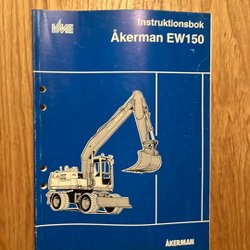 VME
Instruktionsbok
Åkerman EW150
ÅKERMAN